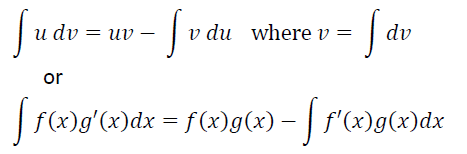 ∫ u dv = uv − ∫ v du where v = ∫ dv
or
∫ f(x)g'(x)dx = f(x)g(x) − ∫ f'(x)g(x)dx